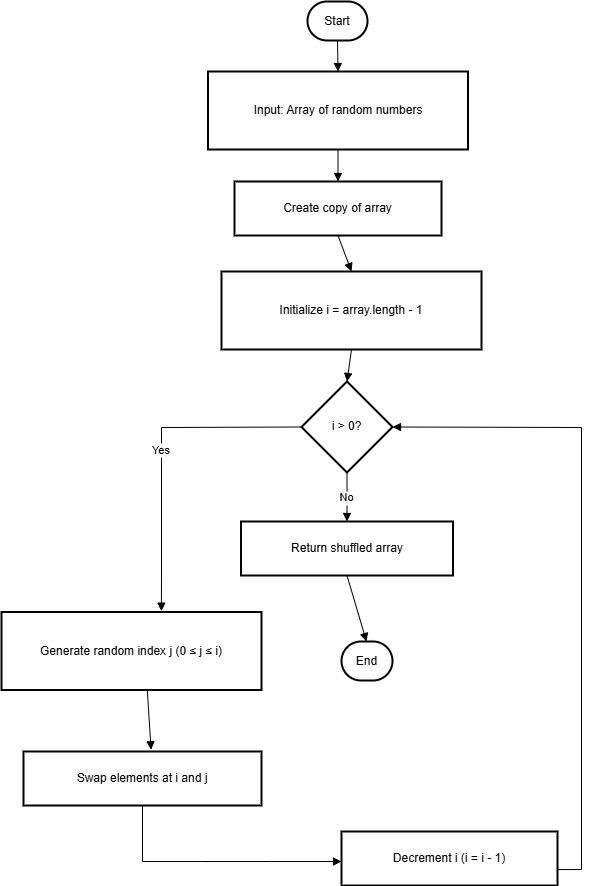 Start
Input: Array of random numbers
Create copy of array
Initialize i = array.length - 1
i > 0?
Yes
No
Return shuffled array
Generate random index j (0 ≤ j ≤ i)
End
Swap elements at i and j
Decrement i (i = i - 1)